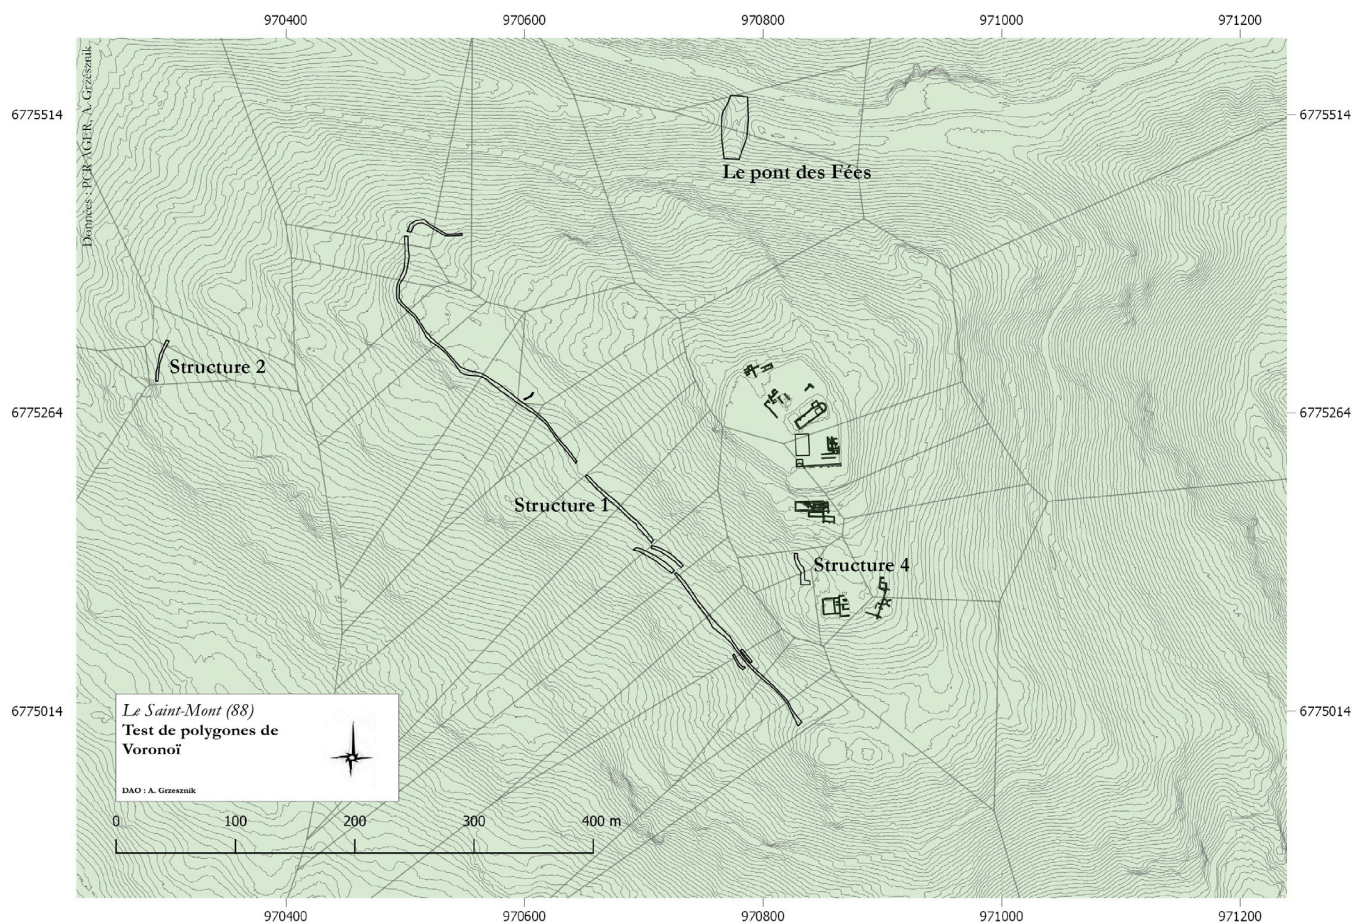 970400 970600 970800 971000 971200
6775514 6775514
Données : PCR AGER, A. Grzesznik
Le pont des Fées
Structure 2
6775264 6775264
Structure 1
Structure 4
6775014 6775014
Le Saint-Mont (88)
Test de polygones de
Voronoï
DAO : A. Grzesznik
0 100 200 300 400 m
970400 970600 970800 971000 971200